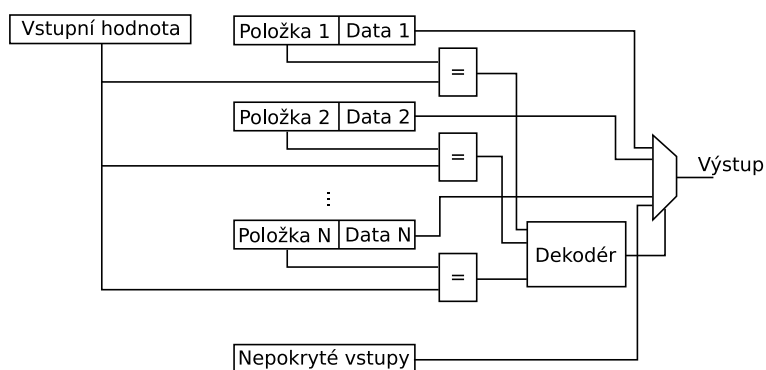 Vstupní hodnota
Položka 1 Data 1
=
Položka 2 Data 2
=
Výstup
...
Položka N Data N
Dekodér
=
Nepokryté vstupy